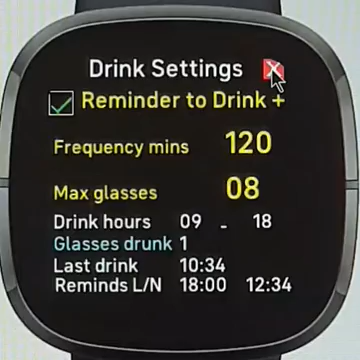 Drink Settings X
Reminder to Drink +
Frequency mins 120
Max glasses 08
Drink hours 09 - 18
Glasses drunk 1
Last drink 10:34
Reminds L/N 18:00 12:34